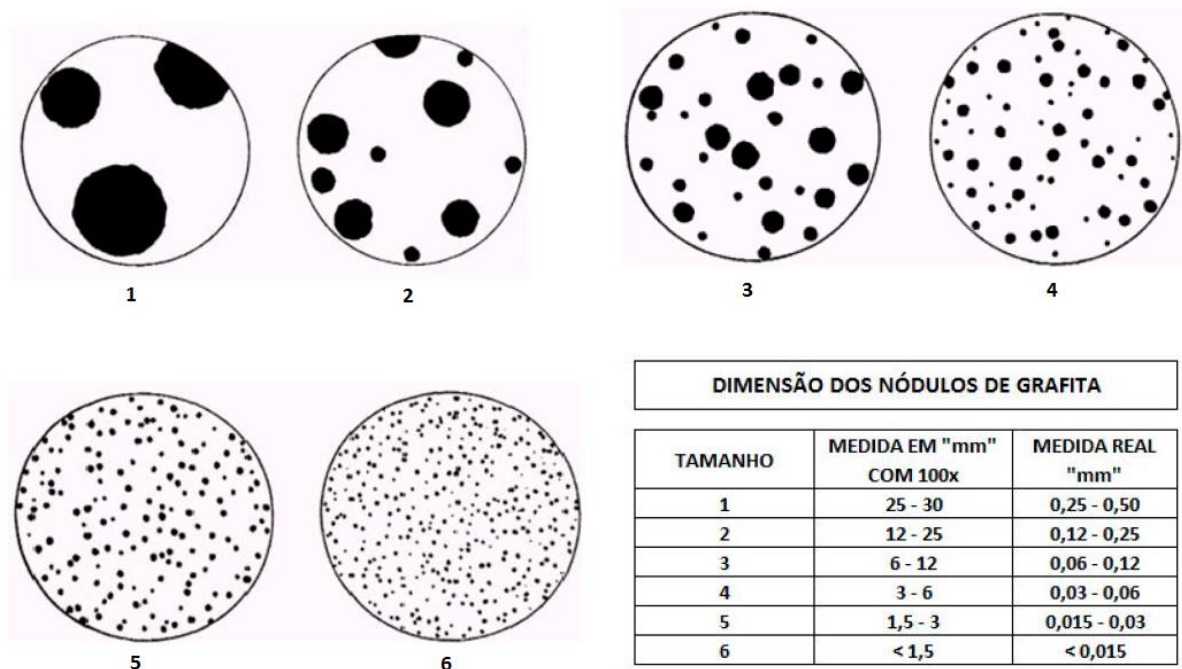 1
2
3
4
5
6
DIMENSÃO DOS NÓDULOS DE GRAFITA
TAMANHO MEDIDA EM "mm" COM 100x MEDIDA REAL "mm"
1 25 - 30 0,25 - 0,50
2 12 - 25 0,12 - 0,25
3 6 - 12 0,06 - 0,12
4 3 - 6 0,03 - 0,06
5 1,5 - 3 0,015 - 0,03
6 < 1,5 < 0,015